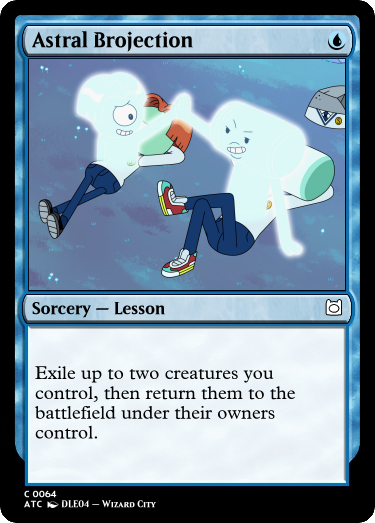 Astral Brojection
Sorcery — Lesson
Exile up to two creatures you
control, then return them to the
battlefield under their owners
control.
C 0064
ATC DLE04 — Wizard City